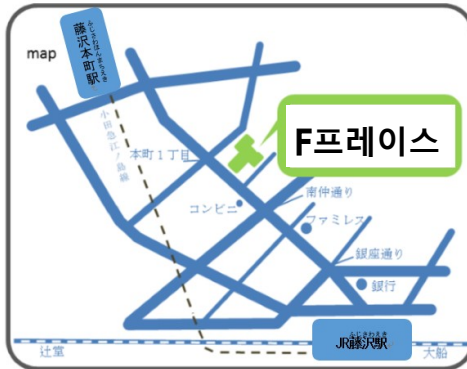 map
ふじさわほんまちえき
藤沢本町駅
小田急江ノ島線
本町1丁目
F프레이스
コンビニ
南仲通り
ファミレス
銀座通り
銀行
ふじさわえき
JR藤沢駅
辻堂
大船